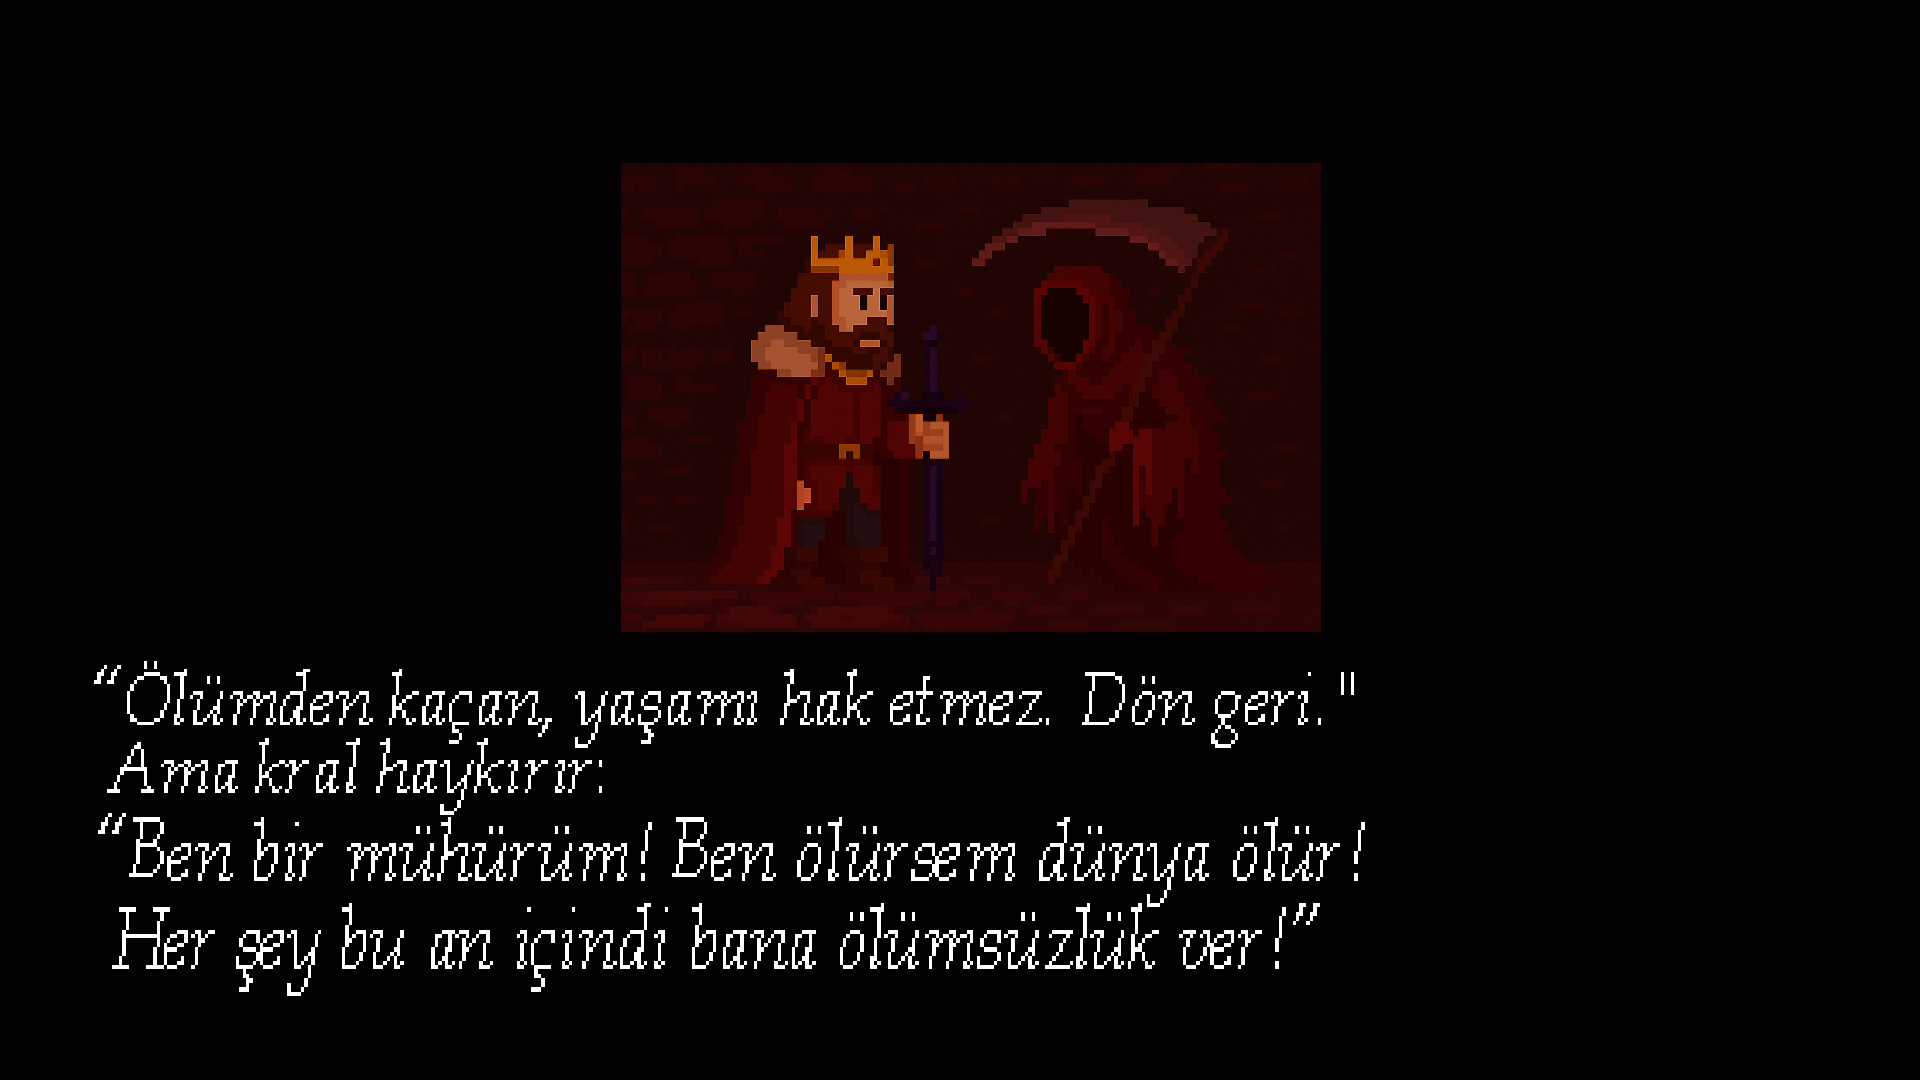 “Ölümden kaçan, yaşamı hak etmez. Dön geri."
Ama kral haykırır:
“Ben bir mühürüm! Ben ölürsem dünya ölür!
Her şey bu an içindi bana ölümsüzlük ver!”